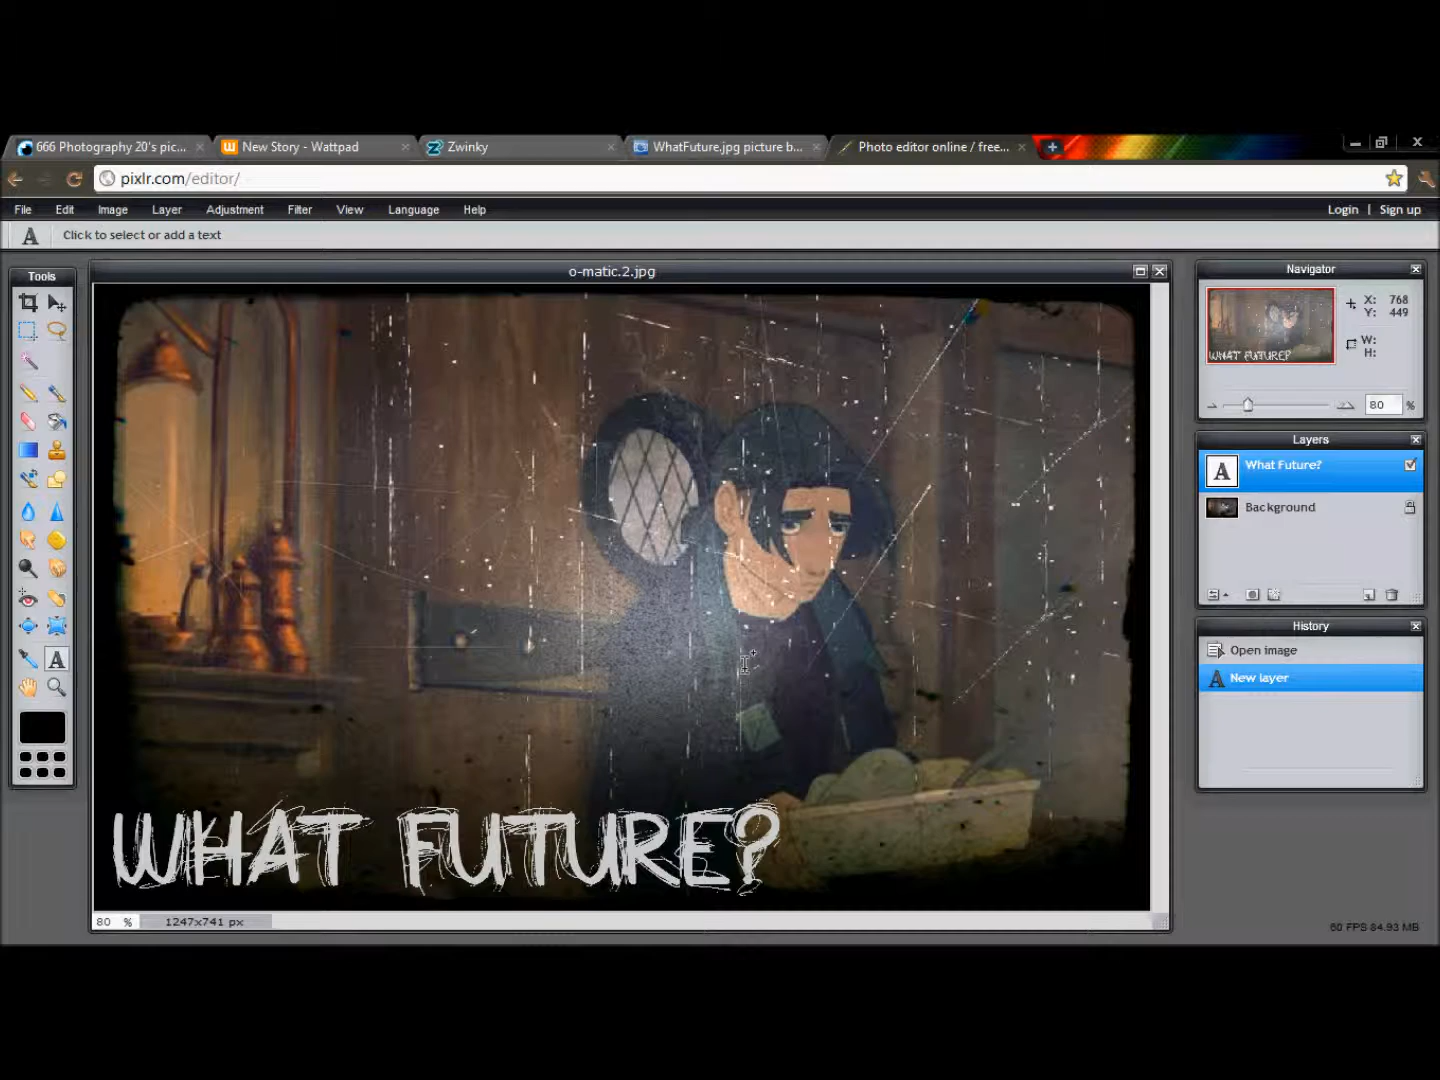 666 Photography 20's pic...
New Story - Wattpad
Zwinky
WhatFuture.jpg picture b...
Photo editor online / free...
pixlr.com/editor/
File Edit Image Layer Adjustment Filter View Language Help Login | Sign up
A Click to select or add a text
Tools
o-matic.2.jpg
Navigator
X: 768
Y: 449
W:
H:
80 %
WHAT FUTURE?
Layers
A What Future?
Background
History
Open image
A New layer
A
WHAT FUTURE?
80 % 1247x741 px
60 FPS 84.93 MB